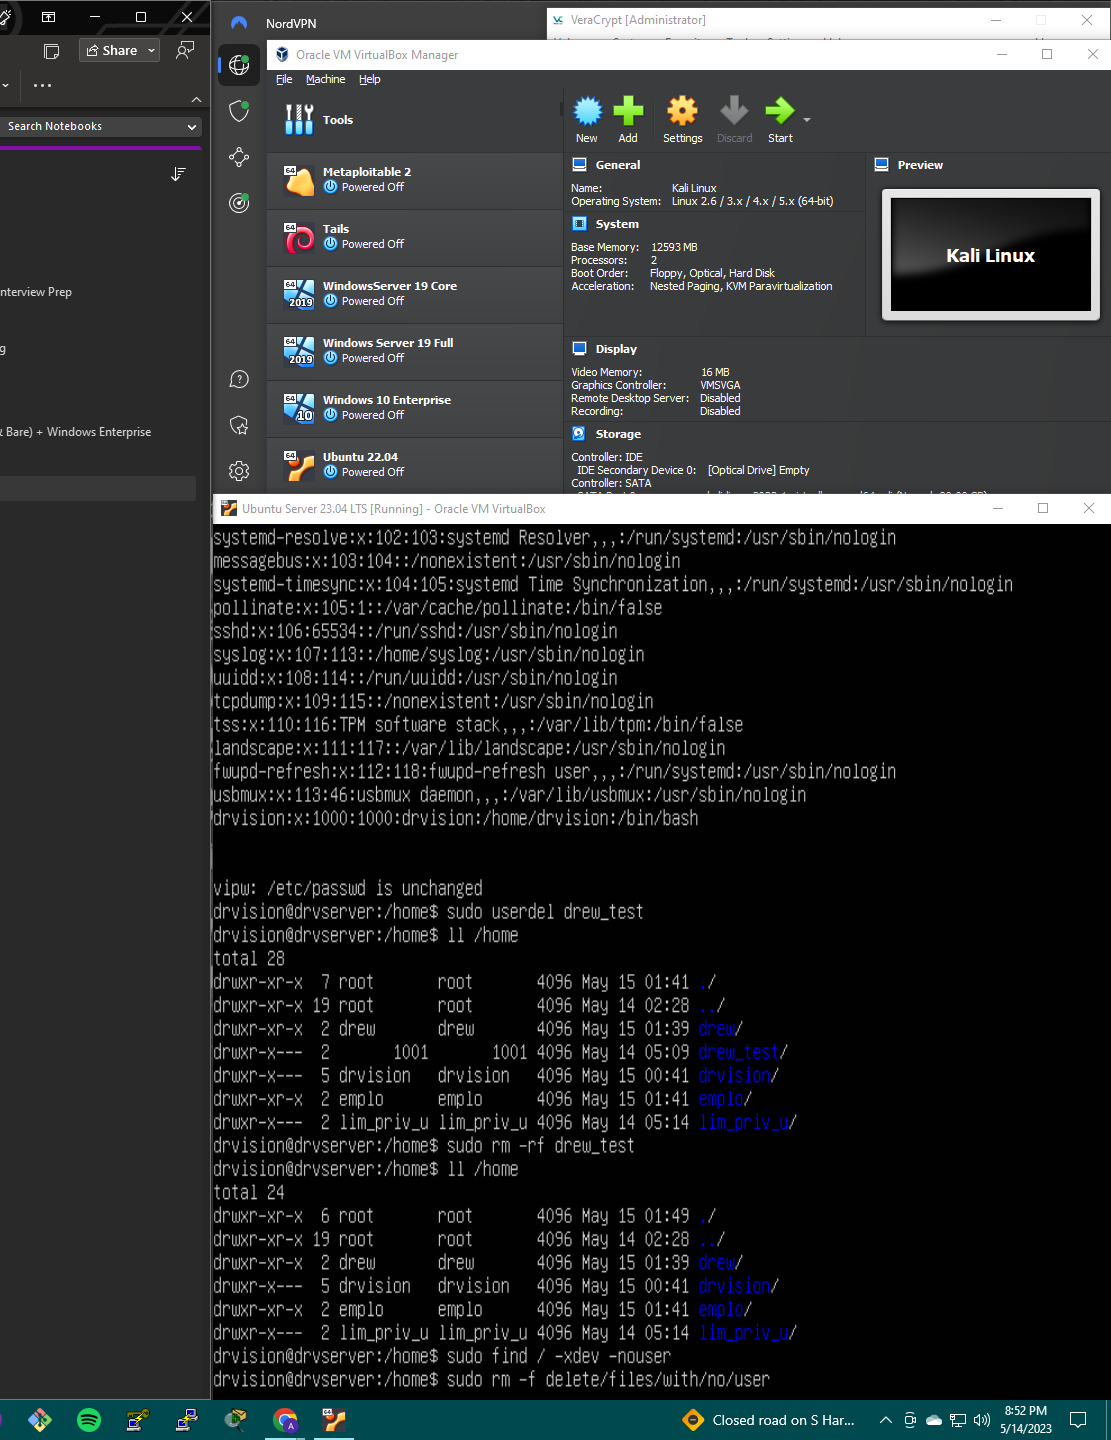 Share
Search Notebooks
nterview Prep
g
& Bare) + Windows Enterprise
NordVPN
VeraCrypt [Administrator]
Oracle VM VirtualBox Manager
File Machine Help
Tools
New Add Settings Discard Start
Metaploitable 2
Powered Off
Tails
Powered Off
WindowsServer 19 Core
Powered Off
Windows Server 19 Full
Powered Off
Windows 10 Enterprise
Powered Off
Ubuntu 22.04
Powered Off
General
Name: Kali Linux
Operating System: Linux 2.6 / 3.x / 4.x / 5.x (64-bit)
System
Base Memory: 12593 MB
Processors: 2
Boot Order: Floppy, Optical, Hard Disk
Acceleration: Nested Paging, KVM Paravirtualization
Preview
Kali Linux
Display
Video Memory: 16 MB
Graphics Controller: VMSVGA
Remote Desktop Server: Disabled
Recording: Disabled
Storage
Controller: IDE
IDE Secondary Device 0: [Optical Drive] Empty
Controller: SATA
Ubuntu Server 23.04 LTS [Running] - Oracle VM VirtualBox
systemd-resolve:x:102:103:systemd Resolver,,,:/run/systemd:/usr/sbin/nologin
messagebus:x:103:104::/nonexistent:/usr/sbin/nologin
systemd-timesync:x:104:105:systemd Time Synchronization,,,:/run/systemd:/usr/sbin/nologin
pollinate:x:105:1::/var/cache/pollinate:/bin/false
sshd:x:106:65534::/run/sshd:/usr/sbin/nologin
syslog:x:107:113::/home/syslog:/usr/sbin/nologin
uuidd:x:108:114::/run/uuidd:/usr/sbin/nologin
tcpdump:x:109:115::/nonexistent:/usr/sbin/nologin
tss:x:110:116:TPM software stack,,,:/var/lib/tpm:/bin/false
landscape:x:111:117::/var/lib/landscape:/usr/sbin/nologin
fwupd-refresh:x:112:118:fwupd-refresh user,,,:/run/systemd:/usr/sbin/nologin
usbmux:x:113:46:usbmux daemon,,,:/var/lib/usbmux:/usr/sbin/nologin
drvision:x:1000:1000:drvision:/home/drvision:/bin/bash
vipw: /etc/passwd is unchanged
drvision@drvserver:/home$ sudo userdel drew_test
drvision@drvserver:/home$ ll /home
total 28
drwxr-xr-x 7 root root 4096 May 15 01:41 ./
drwxr-xr-x 19 root root 4096 May 14 02:28 ../
drwxr-xr-x 2 drew drew 4096 May 15 01:39 drew/
drwxr-x--- 2 1001 1001 4096 May 14 05:09 drew_test/
drwxr-x--- 5 drvision drvision 4096 May 15 00:41 drvision/
drwxr-xr-x 2 emplo emplo 4096 May 15 01:41 emplo/
drwxr-x--- 2 lim_priv_u lim_priv_u 4096 May 14 05:14 lim_priv_u/
drvision@drvserver:/home$ sudo rm -rf drew_test
drvision@drvserver:/home$ ll /home
total 24
drwxr-xr-x 6 root root 4096 May 15 01:49 ./
drwxr-xr-x 19 root root 4096 May 14 02:28 ../
drwxr-xr-x 2 drew drew 4096 May 15 01:39 drew/
drwxr-x--- 5 drvision drvision 4096 May 15 00:41 drvision/
drwxr-xr-x 2 emplo emplo 4096 May 15 01:41 emplo/
drwxr-x--- 2 lim_priv_u lim_priv_u 4096 May 14 05:14 lim_priv_u/
drvision@drvserver:/home$ sudo find / -xdev -nouser
drvision@drvserver:/home$ sudo rm -f delete/files/with/no/user
Closed road on S Har...
8:52 PM
5/14/2023